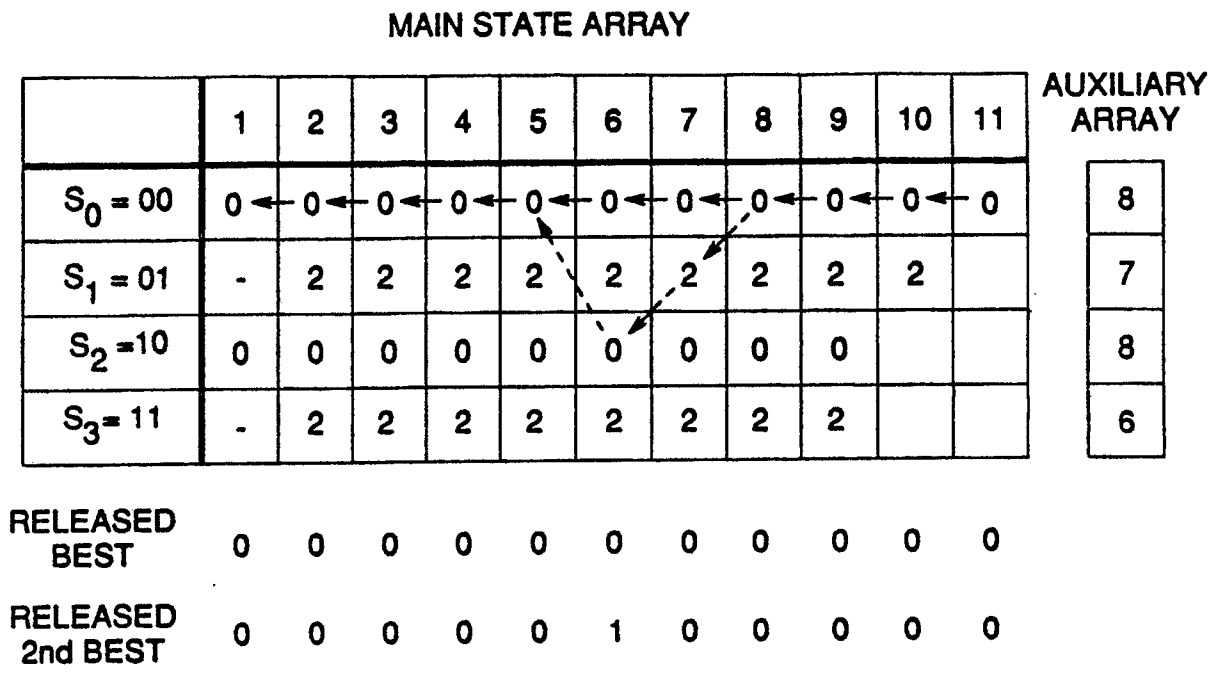 MAIN STATE ARRAY
AUXILIARY
ARRAY
1 2 3 4 5 6 7 8 9 10 11
S0 = 00 0 0 0 0 0 0 0 0 0 0 0 8
S1 = 01 - 2 2 2 2 2 2 2 2 2 7
S2 =10 0 0 0 0 0 0 0 0 0 8
S3= 11 - 2 2 2 2 2 2 2 2 6
RELEASED
BEST 0 0 0 0 0 0 0 0 0 0 0
RELEASED
2nd BEST 0 0 0 0 0 1 0 0 0 0 0